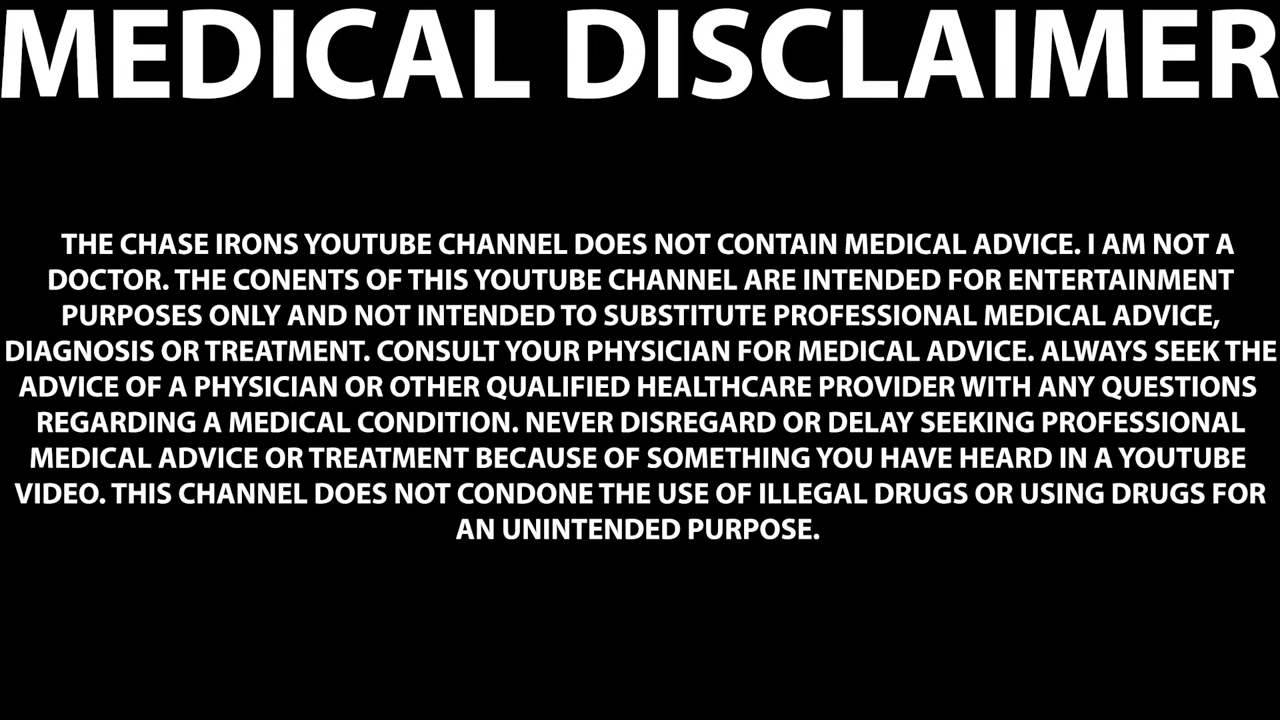 MEDICAL DISCLAIMER
THE CHASE IRONS YOUTUBE CHANNEL DOES NOT CONTAIN MEDICAL ADVICE. I AM NOT A
DOCTOR. THE CONENTS OF THIS YOUTUBE CHANNEL ARE INTENDED FOR ENTERTAINMENT
PURPOSES ONLY AND NOT INTENDED TO SUBSTITUTE PROFESSIONAL MEDICAL ADVICE,
DIAGNOSIS OR TREATMENT. CONSULT YOUR PHYSICIAN FOR MEDICAL ADVICE. ALWAYS SEEK THE
ADVICE OF A PHYSICIAN OR OTHER QUALIFIED HEALTHCARE PROVIDER WITH ANY QUESTIONS
REGARDING A MEDICAL CONDITION. NEVER DISREGARD OR DELAY SEEKING PROFESSIONAL
MEDICAL ADVICE OR TREATMENT BECAUSE OF SOMETHING YOU HAVE HEARD IN A YOUTUBE
VIDEO. THIS CHANNEL DOES NOT CONDONE THE USE OF ILLEGAL DRUGS OR USING DRUGS FOR
AN UNINTENDED PURPOSE.